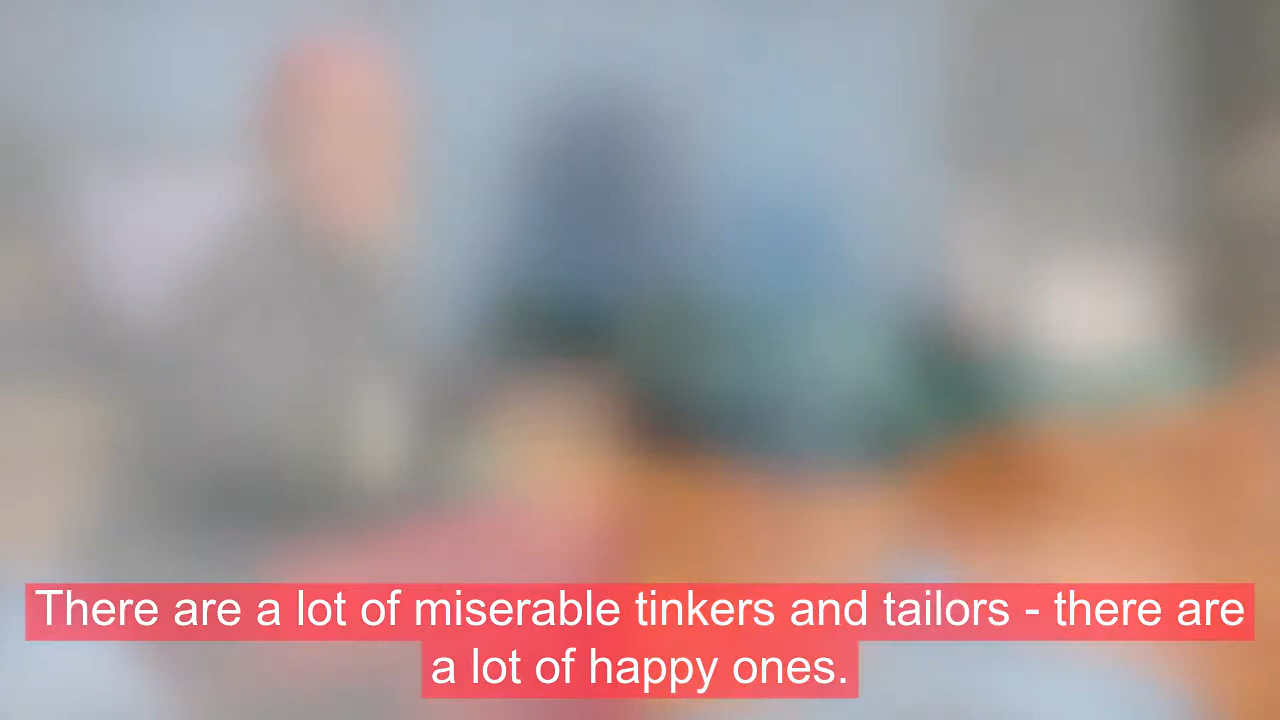 There are a lot of miserable tinkers and tailors - there are
a lot of happy ones.